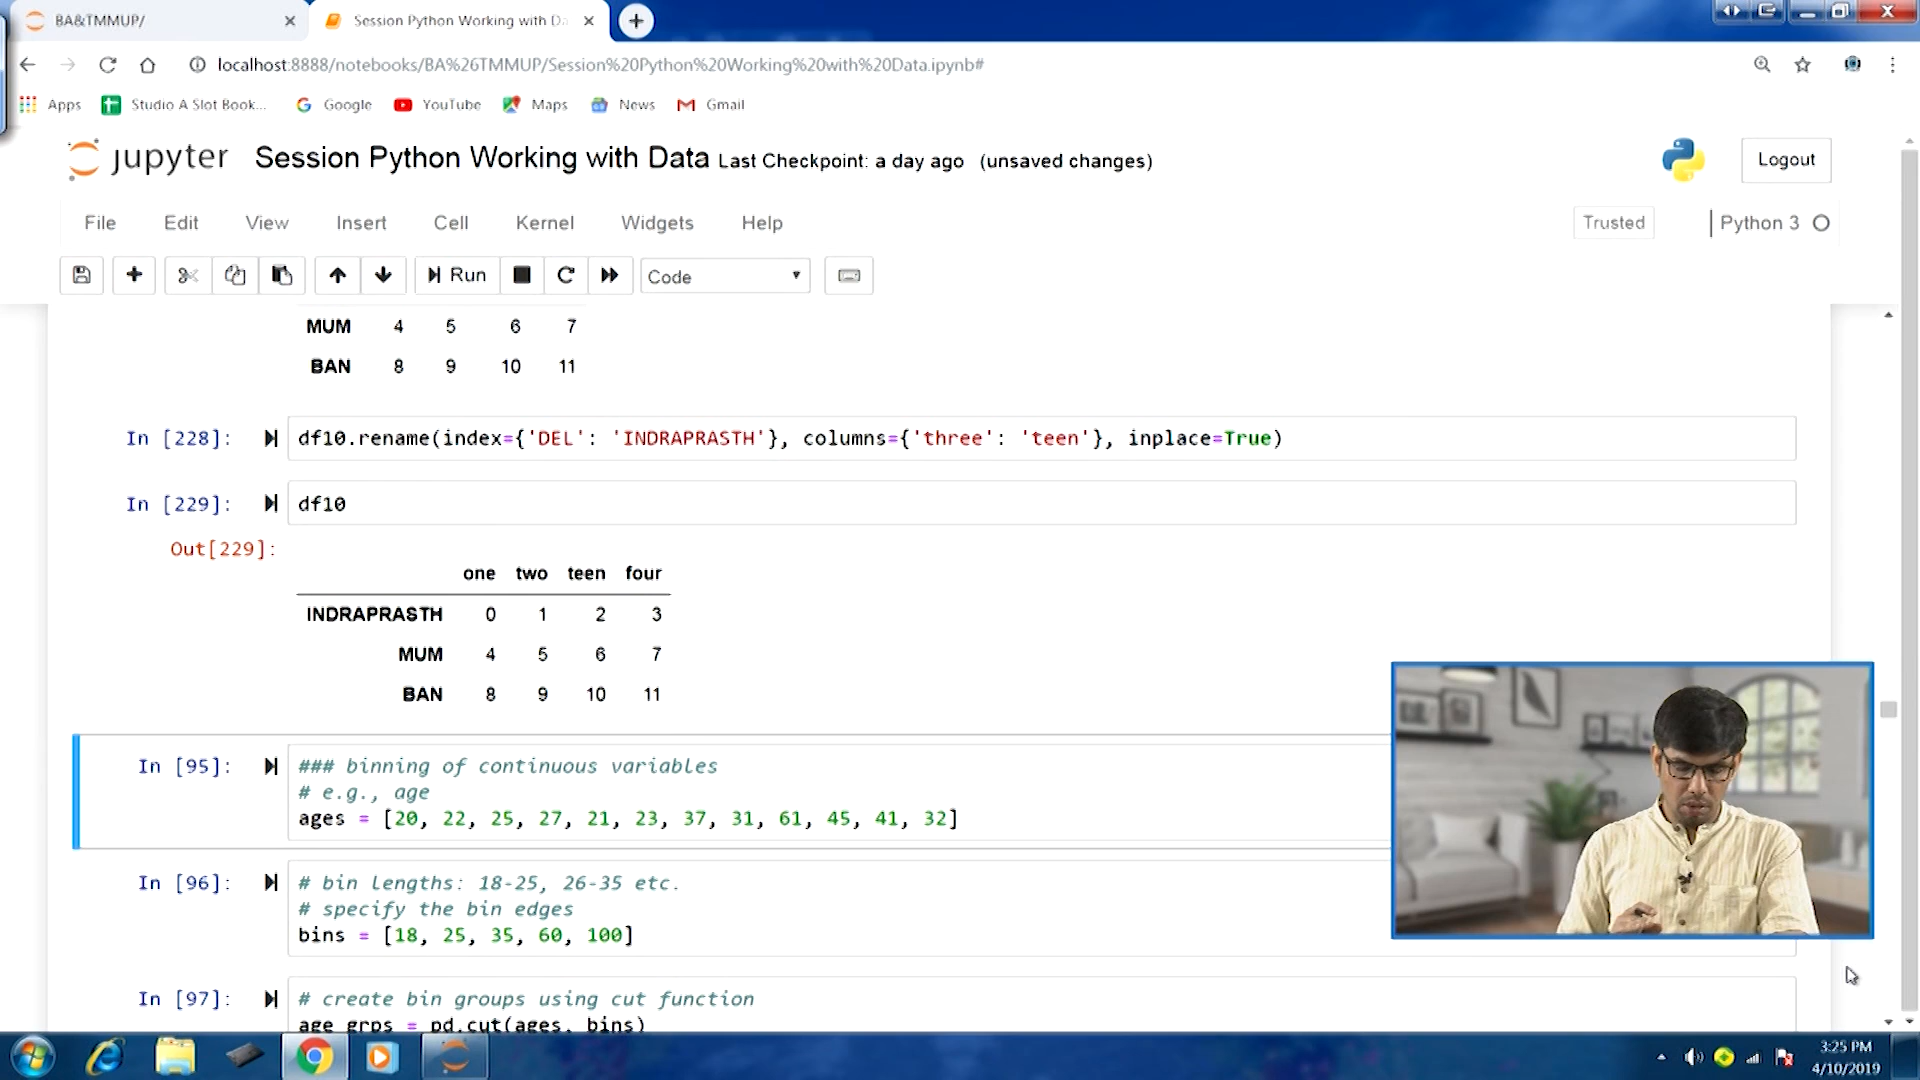 BA&TMMUP/
Session Python Working with Da
localhost:8888/notebooks/BA%26TMMUP/Session%20Python%20Working%20with%20Data.ipynb#
Apps Studio A Slot Book... Google YouTube Maps News Gmail
jupyter Session Python Working with Data Last Checkpoint: a day ago (unsaved changes)
Logout
File Edit View Insert Cell Kernel Widgets Help
Trusted Python 3
Run Code
MUM 4 5 6 7
BAN 8 9 10 11
In [228]: df10.rename(index={'DEL': 'INDRAPRASTH'}, columns={'three': 'teen'}, inplace=True)
In [229]: df10
Out[229]:
one two teen four
INDRAPRASTH 0 1 2 3
MUM 4 5 6 7
BAN 8 9 10 11
In [95]: ### binning of continuous variables
# e.g., age
ages = [20, 22, 25, 27, 21, 23, 37, 31, 61, 45, 41, 32]
In [96]: # bin lengths: 18-25, 26-35 etc.
# specify the bin edges
bins = [18, 25, 35, 60, 100]
In [97]: # create bin groups using cut function
age_grps = pd.cut(ages, bins)
3:25 PM
4/10/2019